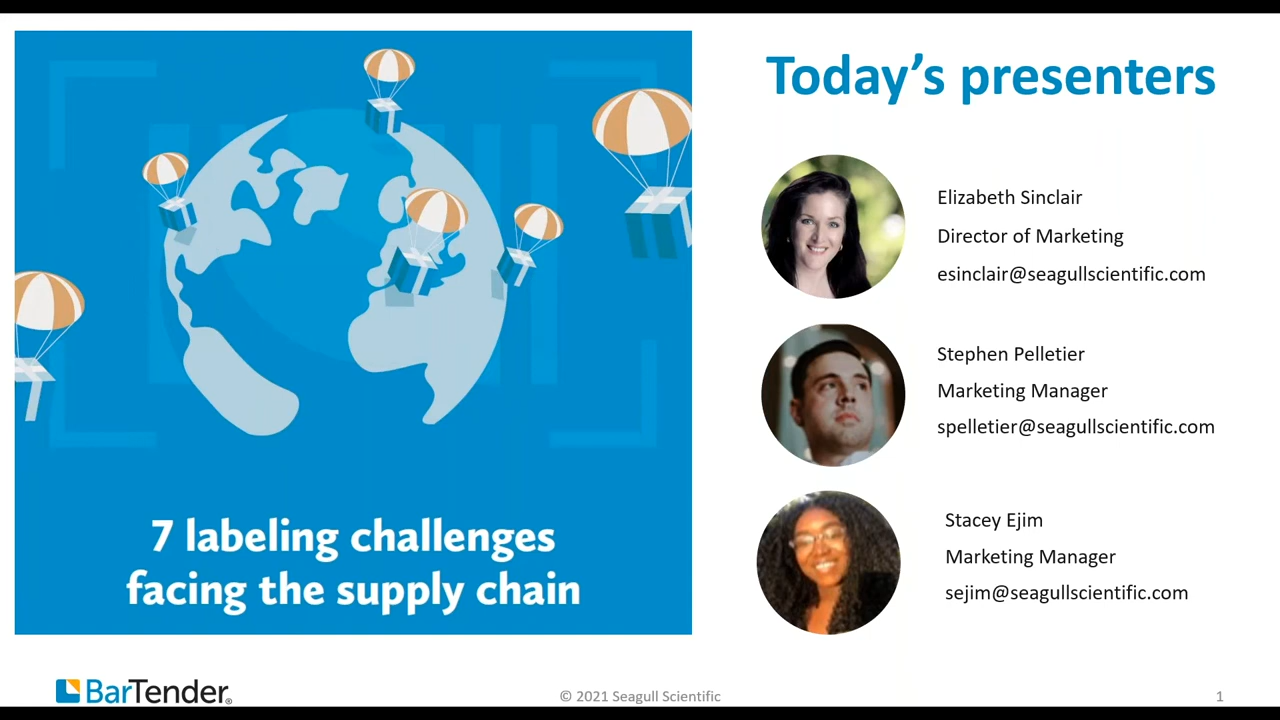 Today's presenters
Elizabeth Sinclair
Director of Marketing
esinclair@seagullscientific.com
Stephen Pelletier
Marketing Manager
spelletier@seagullscientific.com
Stacey Ejim
Marketing Manager
sejim@seagullscientific.com
7 labeling challenges
facing the supply chain
BarTender®
© 2021 Seagull Scientific
1